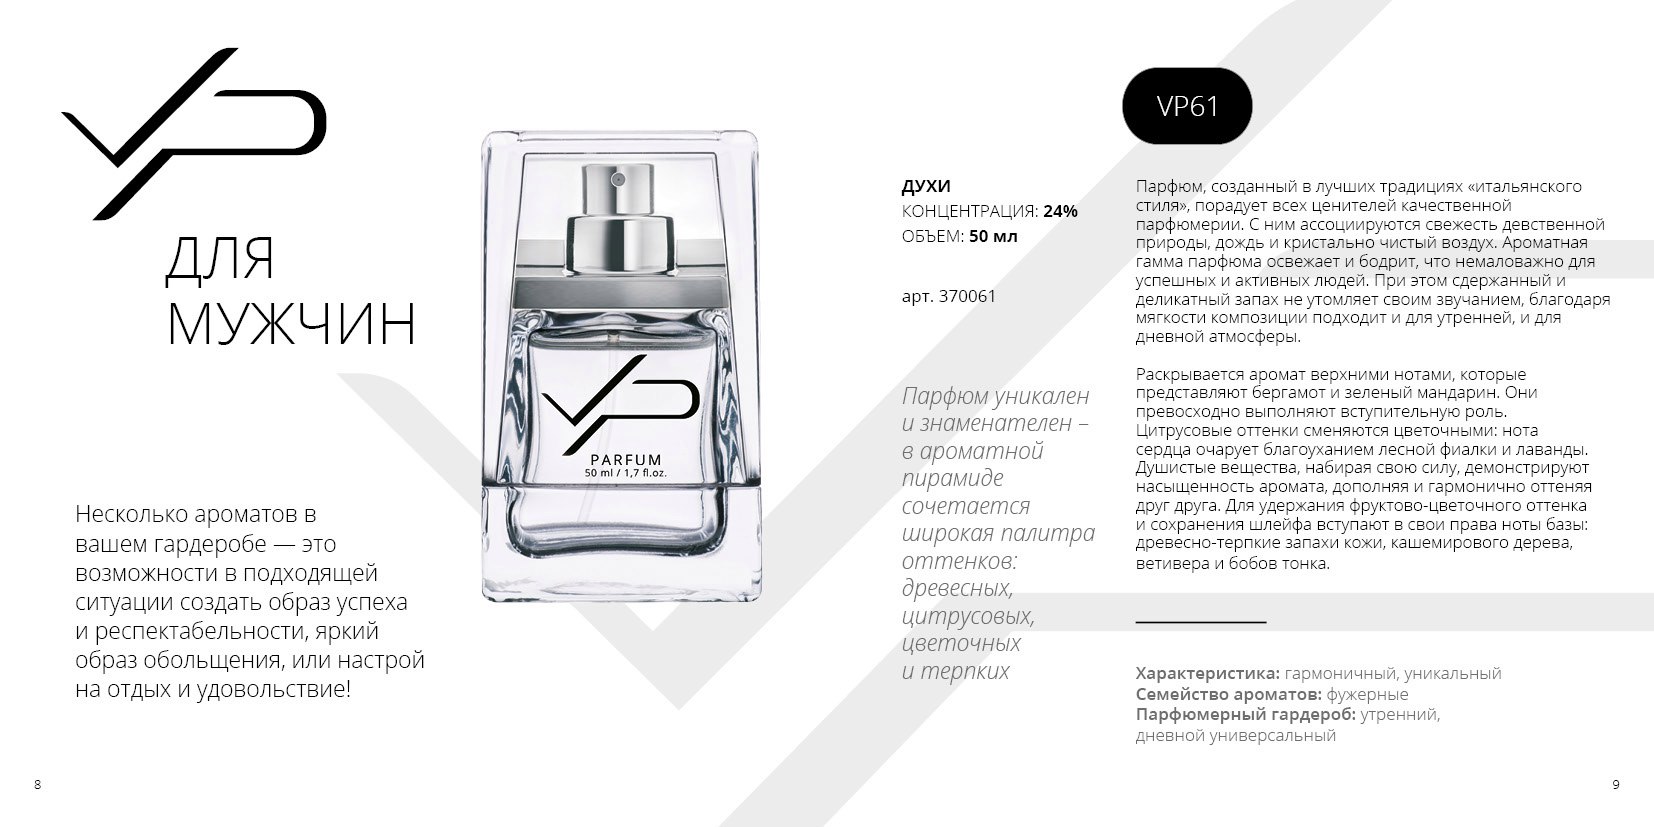 VP
ДЛЯ
МУЖЧИН
Несколько ароматов в
вашем гардеробе — это
возможности в подходящей
ситуации создать образ успеха
и респектабельности, яркий
образ обольщения, или настрой
на отдых и удовольствие!
8
VP
PARFUM
50 ml / 1,7 fl.oz.
ДУХИ
КОНЦЕНТРАЦИЯ: 24%
ОБЪЕМ: 50 мл
арт. 370061
Парфюм уникален
и знаменателен –
в ароматной
пирамиде
сочетается
широкая палитра
оттенков:
древесных,
цитрусовых,
цветочных
и терпких
VP61
Парфюм, созданный в лучших традициях «итальянского
стиля», порадует всех ценителей качественной
парфюмерии. С ним ассоциируются свежесть девственной
природы, дождь и кристально чистый воздух. Ароматная
гамма парфюма освежает и бодрит, что немаловажно для
успешных и активных людей. При этом сдержанный и
деликатный запах не утомляет своим звучанием, благодаря
мягкости композиции подходит и для утренней, и для
дневной атмосферы.
Раскрывается аромат верхними нотами, которые
представляют бергамот и зеленый мандарин. Они
превосходно выполняют вступительную роль.
Цитрусовые оттенки сменяются цветочными: нота
сердца очарует благоуханием лесной фиалки и лаванды.
Душистые вещества, набирая свою силу, демонстрируют
насыщенность аромата, дополняя и гармонично оттеняя
друг друга. Для удержания фруктово-цветочного оттенка
и сохранения шлейфа вступают в свои права ноты базы:
древесно-терпкие запахи кожи, кашемирового дерева,
ветивера и бобов тонка.
Характеристика: гармоничный, уникальный
Семейство ароматов: фужерные
Парфюмерный гардероб: утренний,
дневной универсальный
9